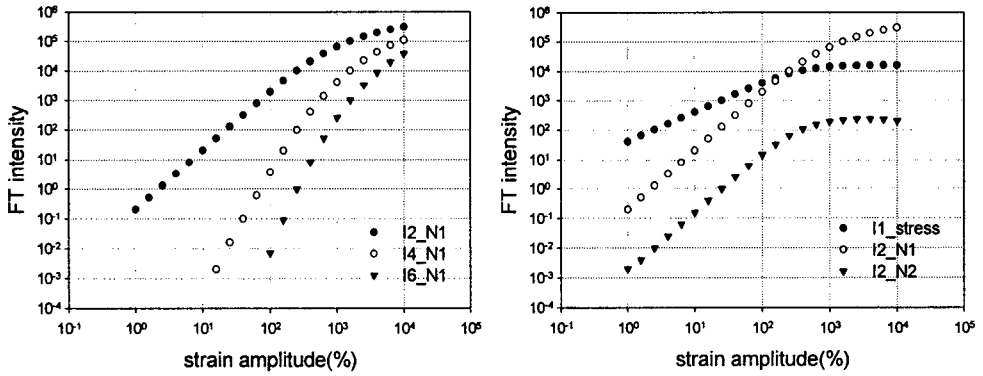 FT intensity
10⁶
10⁵
10⁴
10³
10²
10¹
10⁰
10⁻¹
10⁻²
10⁻³
10⁻⁴
10⁻¹ 10⁰ 10¹ 10² 10³ 10⁴ 10⁵
strain amplitude(%)
I2_N1
I4_N1
I6_N1
FT intensity
10⁶
10⁵
10⁴
10³
10²
10¹
10⁰
10⁻¹
10⁻²
10⁻³
10⁻⁴
10⁻¹ 10⁰ 10¹ 10² 10³ 10⁴ 10⁵
strain amplitude(%)
I1_stress
I2_N1
I2_N2